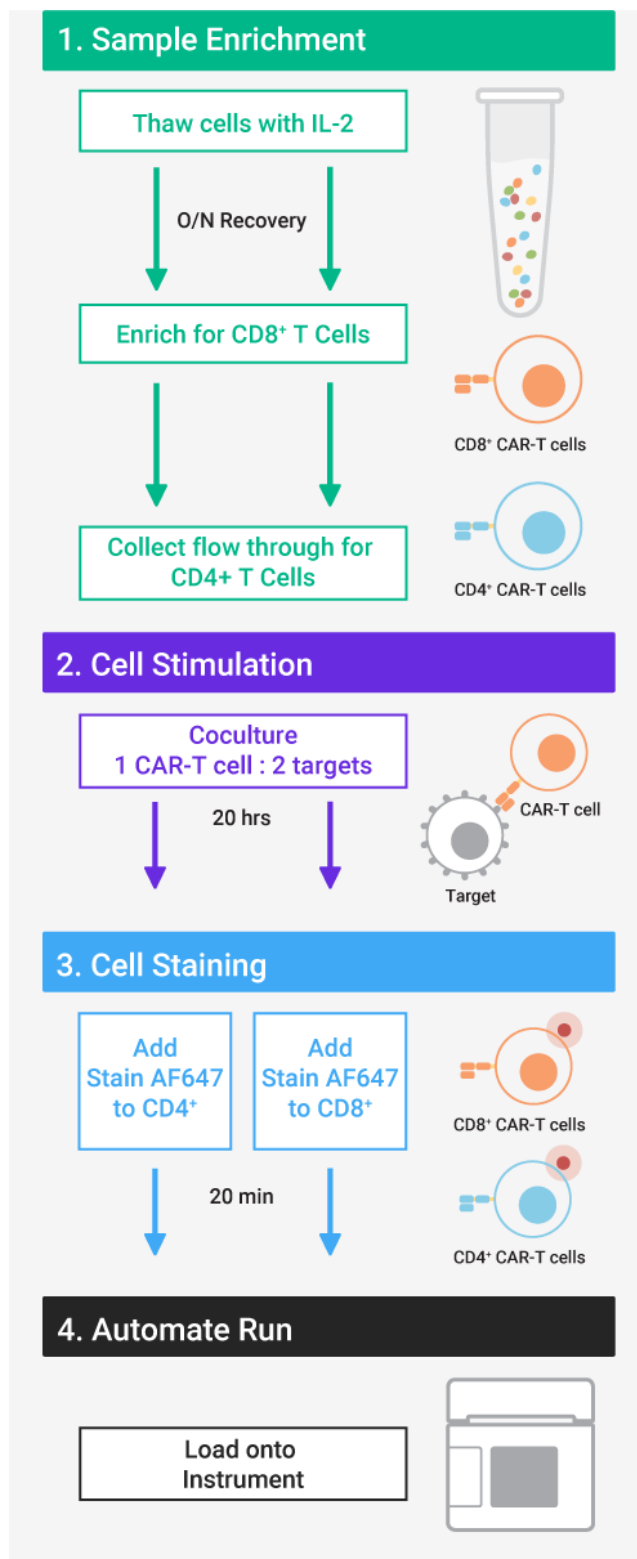 1. Sample Enrichment
Thaw cells with IL-2
O/N Recovery
Enrich for CD8⁺ T Cells
CD8⁺ CAR-T cells
Collect flow through for
CD4+ T Cells
CD4⁺ CAR-T cells
2. Cell Stimulation
Coculture
1 CAR-T cell : 2 targets
20 hrs
CAR-T cell
Target
3. Cell Staining
Add
Stain AF647
to CD4⁺
Add
Stain AF647
to CD8⁺
CD8⁺ CAR-T cells
20 min
CD4⁺ CAR-T cells
4. Automate Run
Load onto
Instrument